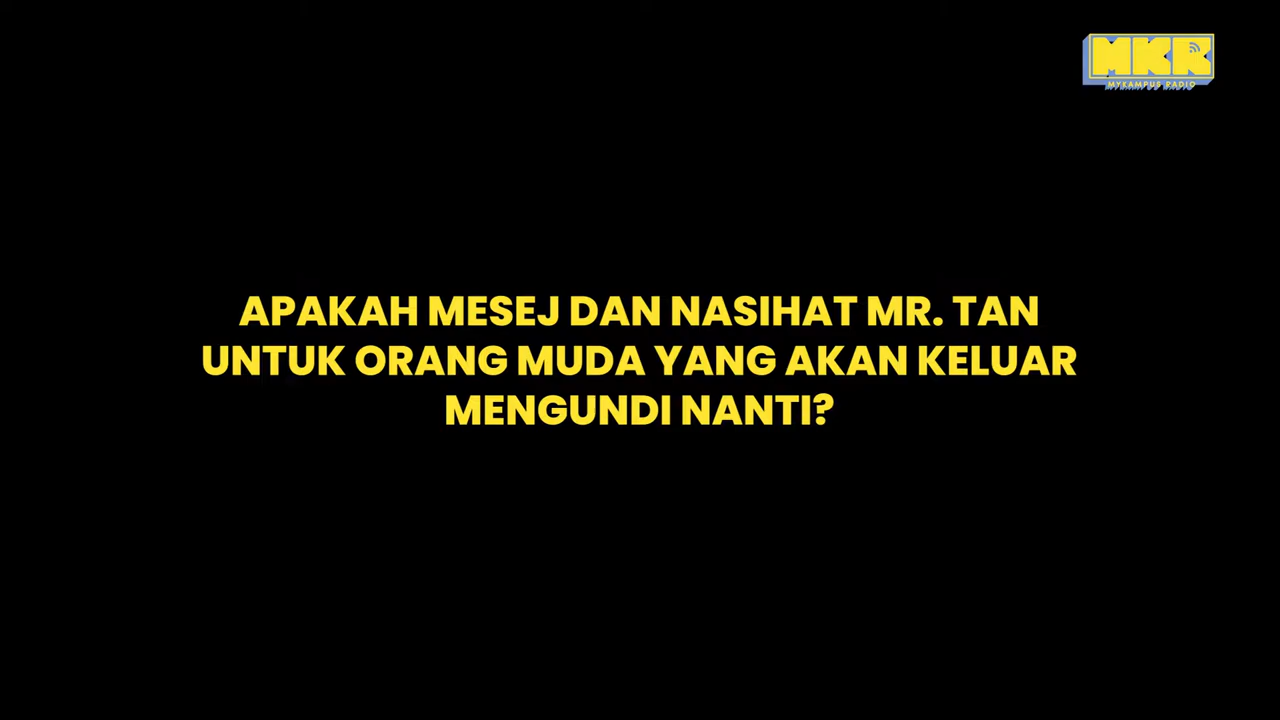 MKR
MYKAMPUS RADIO
APAKAH MESEJ DAN NASIHAT MR. TAN
UNTUK ORANG MUDA YANG AKAN KELUAR
MENGUNDI NANTI?